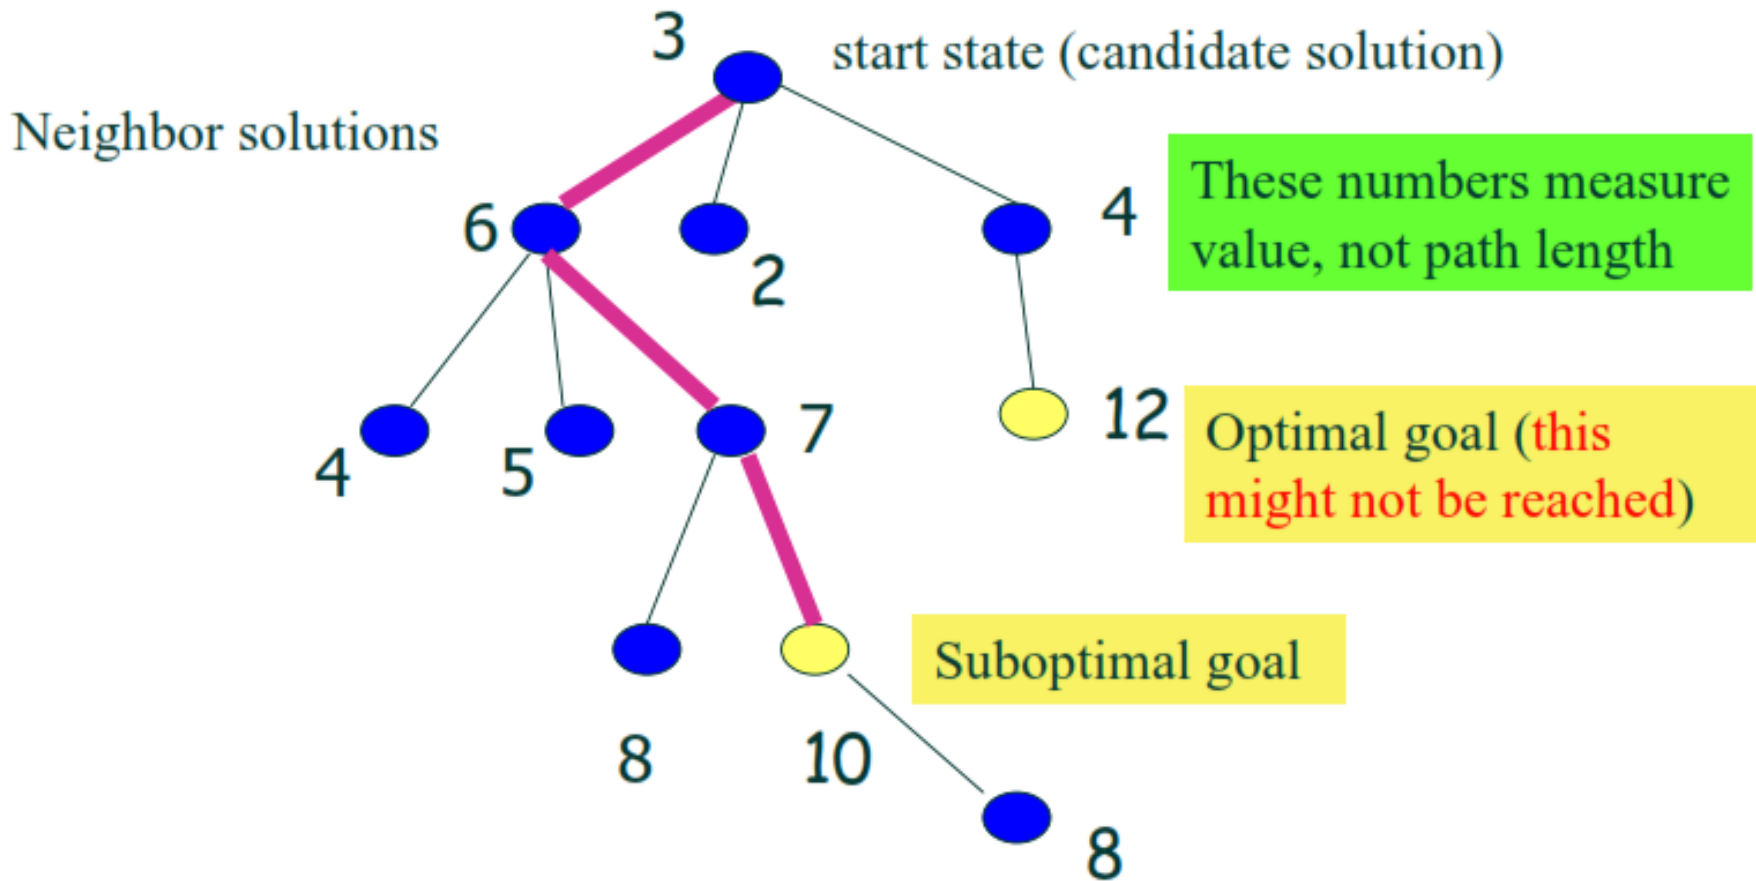 3
start state (candidate solution)
Neighbor solutions
6
2
4
These numbers measure
value, not path length
4
5
7
12
Optimal goal (this
might not be reached)
Suboptimal goal
8
10
8